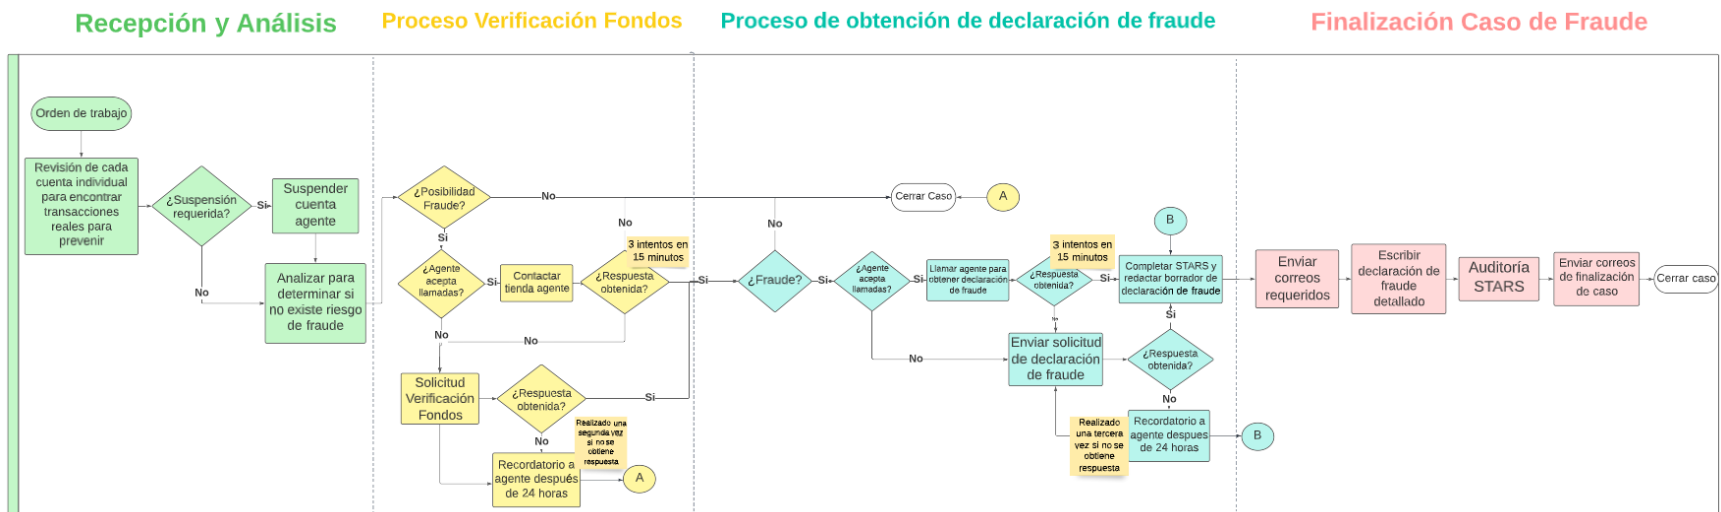 Recepción y Análisis
Proceso Verificación Fondos
Proceso de obtención de declaración de fraude
Finalización Caso de Fraude
Orden de trabajo
Revisión de cada
cuenta individual
para encontrar
transacciones
reales para
prevenir
¿Suspensión
requerida?
Si
No
Suspender
cuenta
agente
Analizar para
determinar si
no existe riesgo
de fraude
¿Posibilidad
Fraude?
No
Si
¿Agente
acepta
llamadas?
Si
No
Contactar
tienda agente
¿Respuesta
obtenida?
3 intentos en
15 minutos
No
No
Si
Solicitud
Verificación
Fondos
¿Respuesta
obtenida?
Si
No
Realizado una
segunda vez
si no se
obtiene
respuesta
Recordatorio a
agente después
de 24 horas
A
Cerrar Caso
A
¿Fraude?
No
Si
¿Agente
acepta
llamadas?
Si
No
Llamar agente para
obtener declaración
de fraude
¿Respuesta
obtenida?
3 intentos en
15 minutos
Si
No
B
Completar STARS y
redactar borrador de
declaración de fraude
Enviar solicitud
de declaración
de fraude
¿Respuesta
obtenida?
Si
No
Realizado
una tercera
vez si no se
obtiene
respuesta
Recordatorio a
agente despues
de 24 horas
B
Enviar
correos
requeridos
Escribir
declaración de
fraude
detallado
Auditoría
STARS
Enviar correos
de finalización
de caso
Cerrar caso